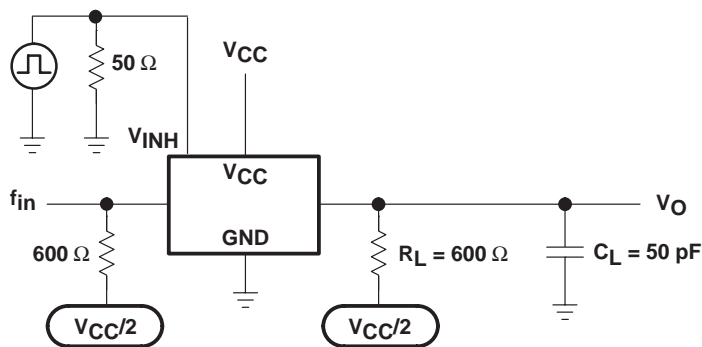 50 Ω
VCC
VINH
VCC
fin
VO
GND
600 Ω
RL = 600 Ω
CL = 50 pF
VCC/2
VCC/2